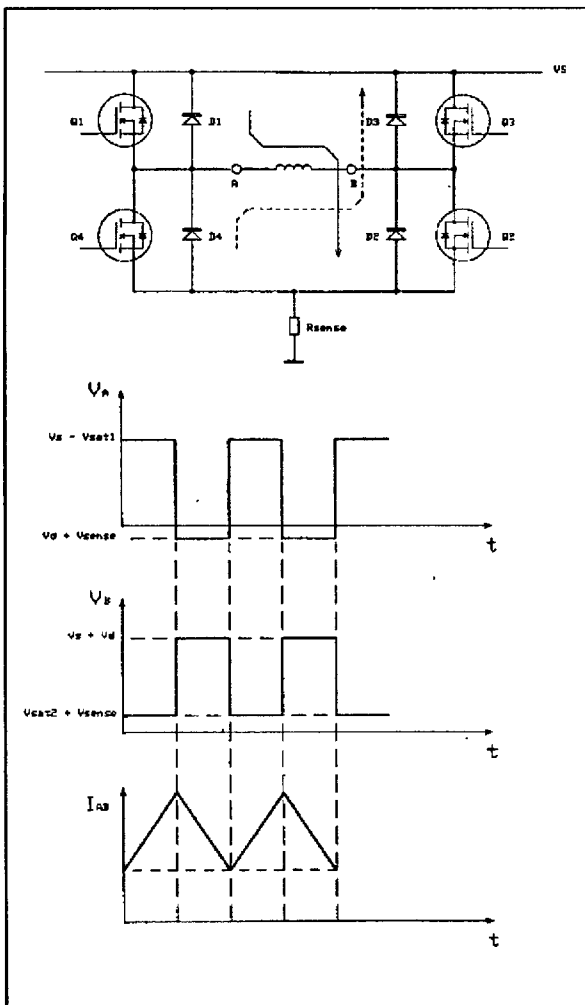 VS
Q1 D1 D3 Q3
A B
Q4 D4 D2 Q2
Rsense
VA
Vs - Vsat1
Vd + Vsense
t
VB
Vs + Vd
Vsat2 + Vsense
t
IAB
t